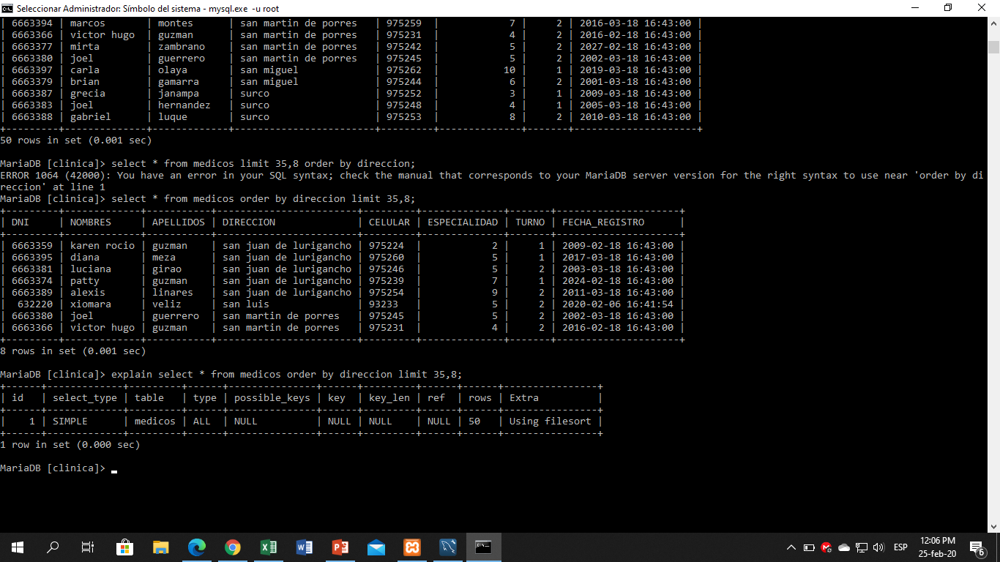 Seleccionar Administrador: Símbolo del sistema - mysql.exe -u root
| 6663394 | marcos       | montes      | san martin de porres   | 975259  |            7 |     2 | 2016-03-18 16:43:00 |
| 6663366 | victor hugo  | guzman      | san martin de porres   | 975231  |            4 |     2 | 2016-02-18 16:43:00 |
| 6663377 | mirta        | zambrano    | san martin de porres   | 975242  |            5 |     2 | 2027-02-18 16:43:00 |
| 6663380 | joel         | guerrero    | san martin de porres   | 975245  |            5 |     2 | 2002-03-18 16:43:00 |
| 6663397 | carla        | olaya       | san miguel             | 975262  |           10 |     1 | 2019-03-18 16:43:00 |
| 6663379 | brian        | gamarra     | san miguel             | 975244  |            6 |     2 | 2001-03-18 16:43:00 |
| 6663387 | grecia       | janampa     | surco                  | 975252  |            3 |     1 | 2009-03-18 16:43:00 |
| 6663383 | joel         | hernandez   | surco                  | 975248  |            4 |     1 | 2005-03-18 16:43:00 |
| 6663388 | gabriel      | luque       | surco                  | 975253  |            8 |     2 | 2010-03-18 16:43:00 |
+---------+--------------+-------------+------------------------+---------+--------------+-------+---------------------+
50 rows in set (0.001 sec)
MariaDB [clinica]> select * from medicos limit 35,8 order by direccion;
ERROR 1064 (42000): You have an error in your SQL syntax; check the manual that corresponds to your MariaDB server version for the right syntax to use near 'order by di
reccion' at line 1
MariaDB [clinica]> select * from medicos order by direccion limit 35,8;
+---------+-------------+-----------+------------------------+---------+--------------+-------+---------------------+
| DNI     | NOMBRES     | APELLIDOS | DIRECCION              | CELULAR | ESPECIALIDAD | TURNO | FECHA_REGISTRO      |
+---------+-------------+-----------+------------------------+---------+--------------+-------+---------------------+
| 6663359 | karen rocio | guzman    | san juan de lurigancho | 975224  |            2 |     1 | 2009-02-18 16:43:00 |
| 6663395 | diana       | meza      | san juan de lurigancho | 975260  |            5 |     1 | 2017-03-18 16:43:00 |
| 6663381 | luciana     | girao     | san juan de lurigancho | 975246  |            5 |     2 | 2003-03-18 16:43:00 |
| 6663374 | patty       | guzman    | san juan de lurigancho | 975239  |            7 |     1 | 2024-02-18 16:43:00 |
| 6663389 | alexis      | linares   | san juan de lurigancho | 975254  |            9 |     2 | 2011-03-18 16:43:00 |
|  632220 | xiomara     | veliz     | san luis               | 93233   |            5 |     2 | 2020-02-06 16:41:54 |
| 6663380 | joel        | guerrero  | san martin de porres   | 975245  |            5 |     2 | 2002-03-18 16:43:00 |
| 6663366 | victor hugo | guzman    | san martin de porres   | 975231  |            4 |     2 | 2016-02-18 16:43:00 |
+---------+-------------+-----------+------------------------+---------+--------------+-------+---------------------+
8 rows in set (0.001 sec)
MariaDB [clinica]> explain select * from medicos order by direccion limit 35,8;
+------+-------------+---------+------+---------------+------+---------+------+------+----------------+
| id   | select_type | table   | type | possible_keys | key  | key_len | ref  | rows | Extra          |
+------+-------------+---------+------+---------------+------+---------+------+------+----------------+
|    1 | SIMPLE      | medicos | ALL  | NULL          | NULL | NULL    | NULL | 50   | Using filesort |
+------+-------------+---------+------+---------------+------+---------+------+------+----------------+
1 row in set (0.000 sec)
MariaDB [clinica]>
ESP
12:06 PM
25-feb-20
6